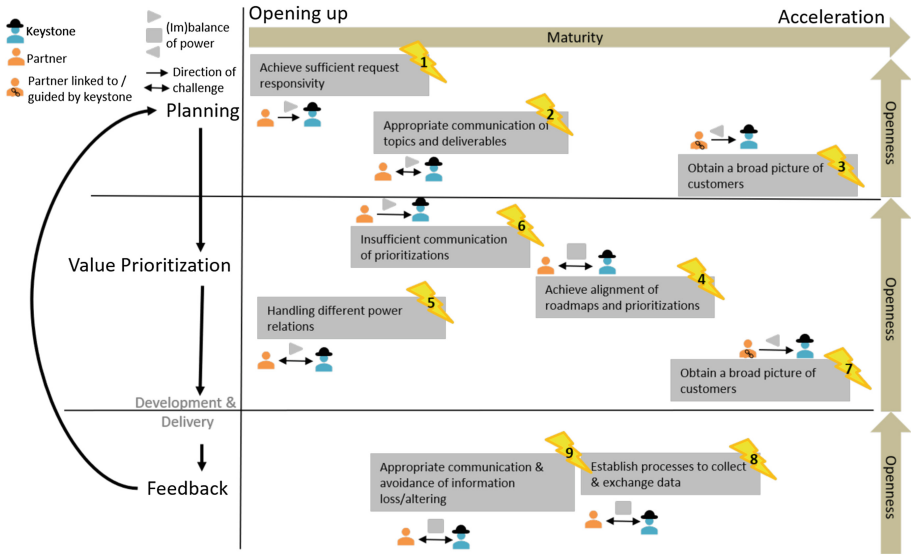 Opening up
Acceleration
Keystone
Partner
Partner linked to /
guided by keystone
(Im)balance
of power
Direction of
challenge
Maturity
Planning
Achieve sufficient request
responsivity
1
Appropriate communication of
topics and deliverables
2
Obtain a broad picture of
customers
3
Openness
Value Prioritization
Insufficient communication
of prioritizations
6
Achieve alignment of
roadmaps and prioritizations
4
Handling different power
relations
5
Obtain a broad picture of
customers
7
Openness
Development &
Delivery
Feedback
Appropriate communication &
avoidance of information
loss/altering
9
Establish processes to collect
& exchange data
8
Openness